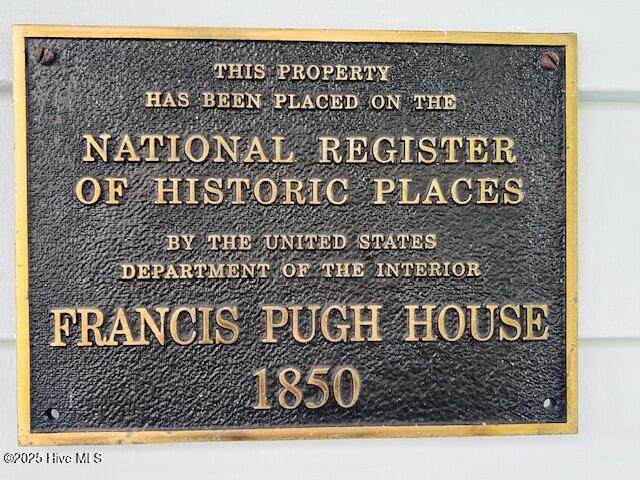 THIS PROPERTY
HAS BEEN PLACED ON THE
NATIONAL REGISTER
OF HISTORIC PLACES
BY THE UNITED STATES
DEPARTMENT OF THE INTERIOR
FRANCIS PUGH HOUSE
1850
©2025 Hive MLS